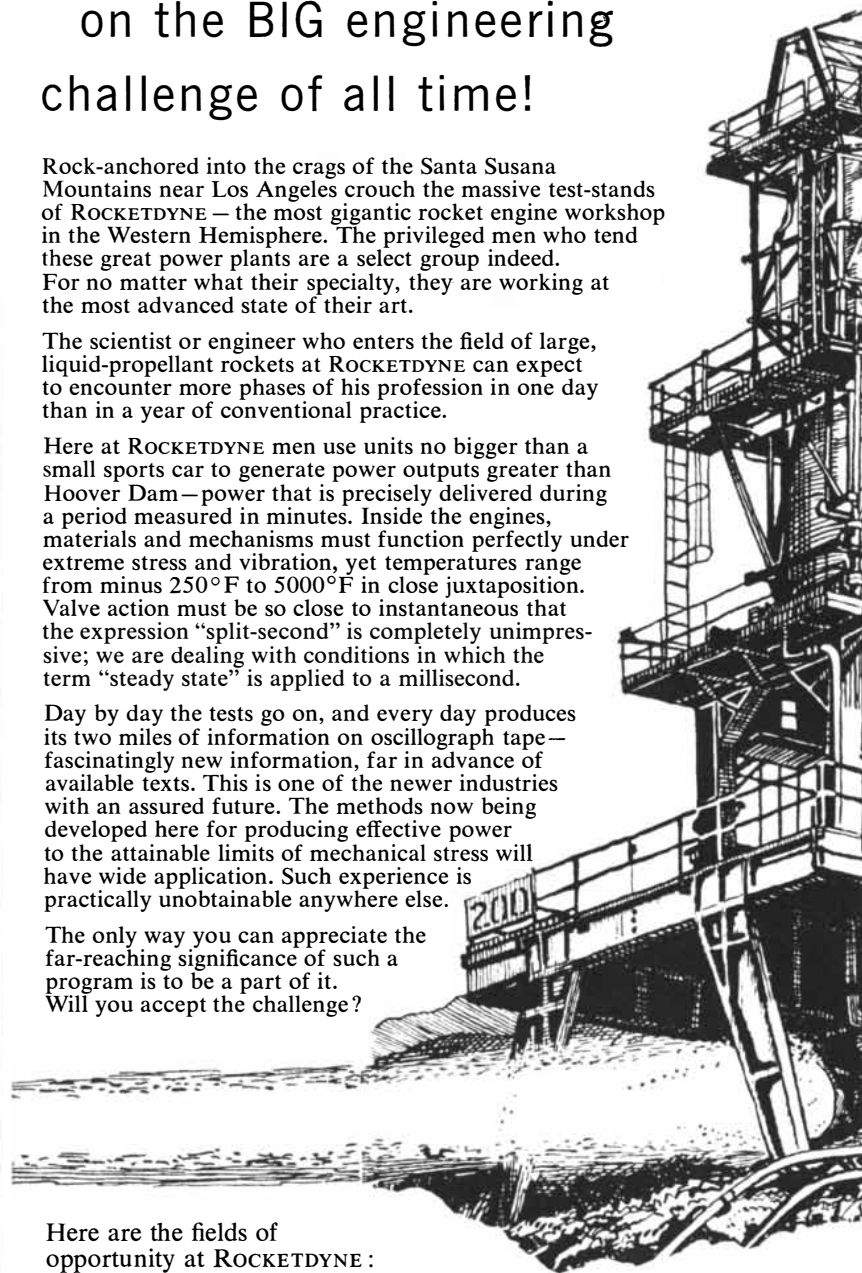 on the BIG engineering
challenge of all time!
Rock-anchored into the crags of the Santa Susana
Mountains near Los Angeles crouch the massive test-stands
of ROCKETDYNE — the most gigantic rocket engine workshop
in the Western Hemisphere. The privileged men who tend
these great power plants are a select group indeed.
For no matter what their specialty, they are working at
the most advanced state of their art.
The scientist or engineer who enters the field of large,
liquid-propellant rockets at ROCKETDYNE can expect
to encounter more phases of his profession in one day
than in a year of conventional practice.
Here at ROCKETDYNE men use units no bigger than a
small sports car to generate power outputs greater than
Hoover Dam—power that is precisely delivered during
a period measured in minutes. Inside the engines,
materials and mechanisms must function perfectly under
extreme stress and vibration, yet temperatures range
from minus 250°F to 5000°F in close juxtaposition.
Valve action must be so close to instantaneous that
the expression “split-second” is completely unimpres-
sive; we are dealing with conditions in which the
term “steady state” is applied to a millisecond.
Day by day the tests go on, and every day produces
its two miles of information on oscillograph tape—
fascinatingly new information, far in advance of
available texts. This is one of the newer industries
with an assured future. The methods now being
developed here for producing effective power
to the attainable limits of mechanical stress will
have wide application. Such experience is
practically unobtainable anywhere else.
200
The only way you can appreciate the
far-reaching significance of such a
program is to be a part of it.
Will you accept the challenge?
Here are the fields of
opportunity at ROCKETDYNE: